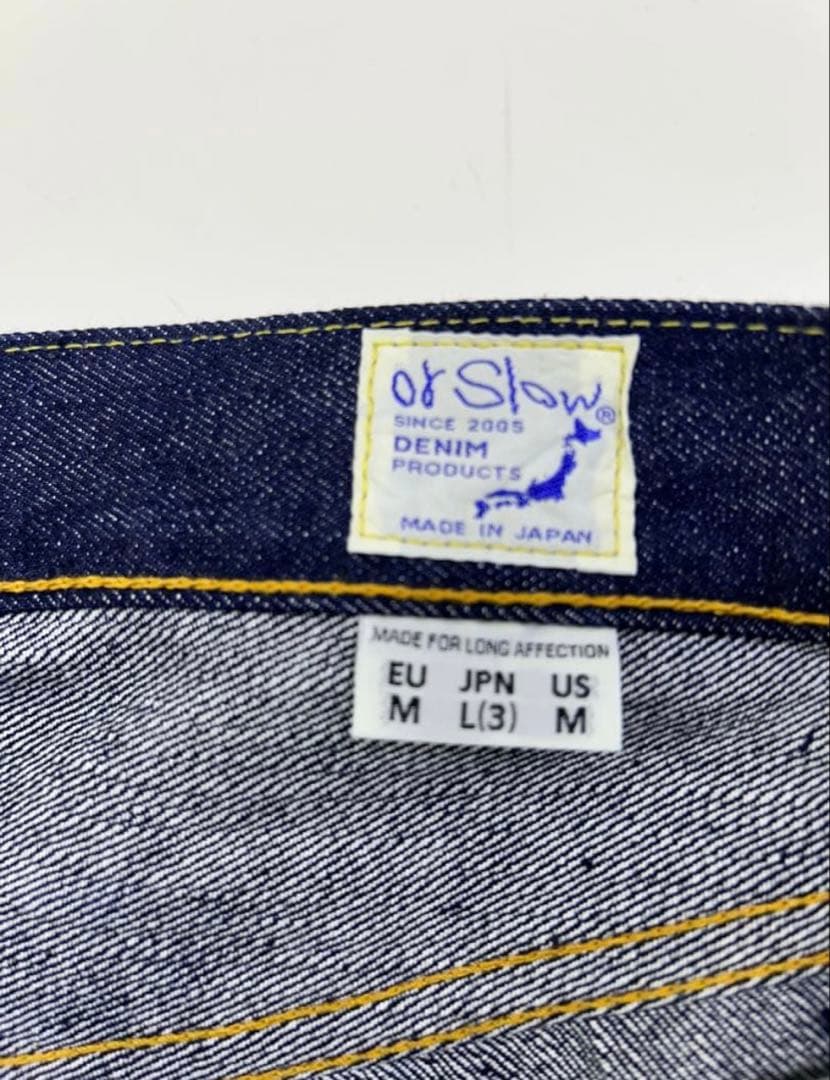 or Slow®
SINCE 2005
DENIM
PRODUCTS
MADE IN JAPAN
MADE FOR LONG AFFECTION
EU JPN US
M L(3) M